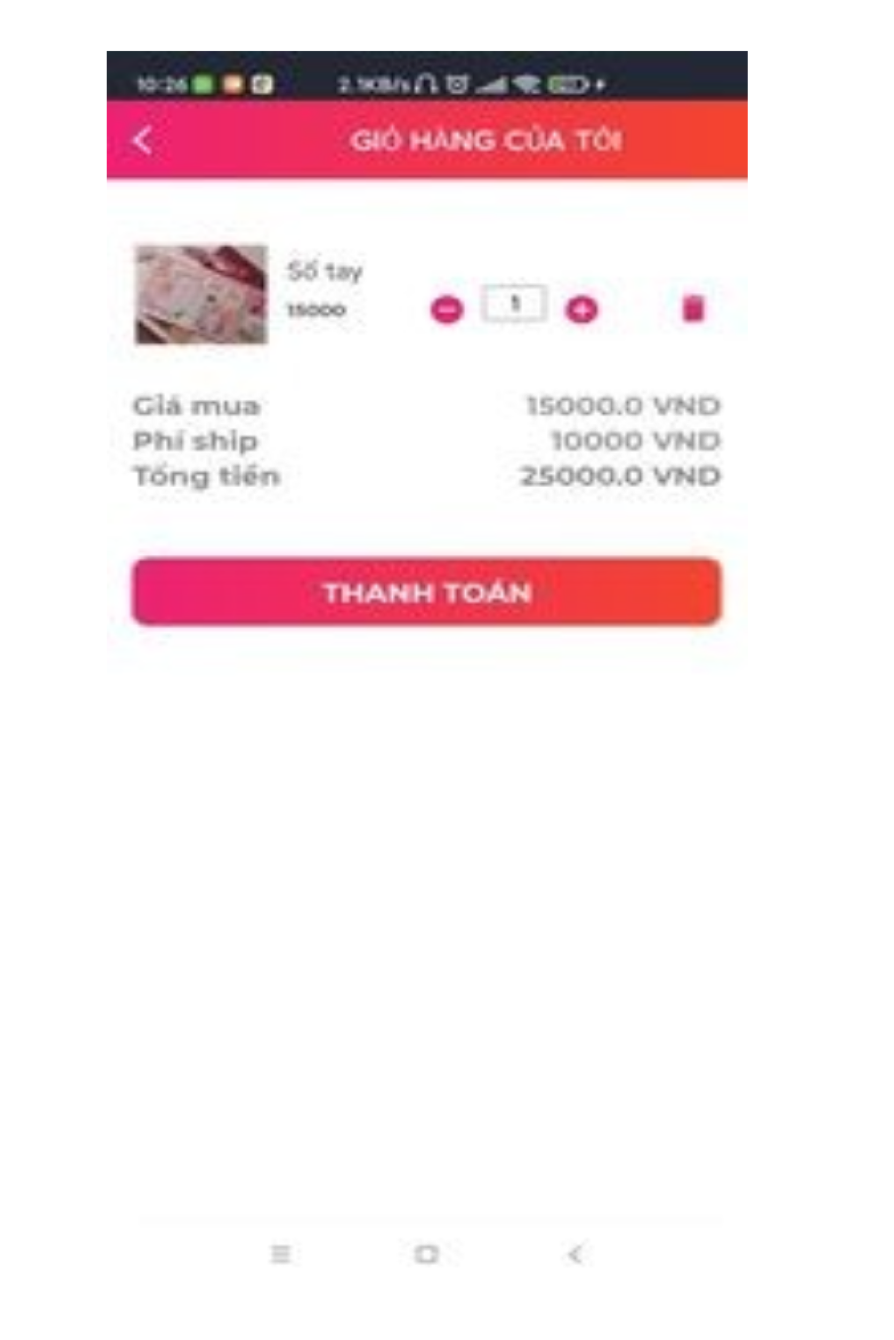 10:26 2.1KB/s
GIỎ HÀNG CỦA TÔI
Sổ tay
15000
1
Giá mua 15000.0 VND
Phí ship 10000 VND
Tổng tiền 25000.0 VND
THANH TOÁN